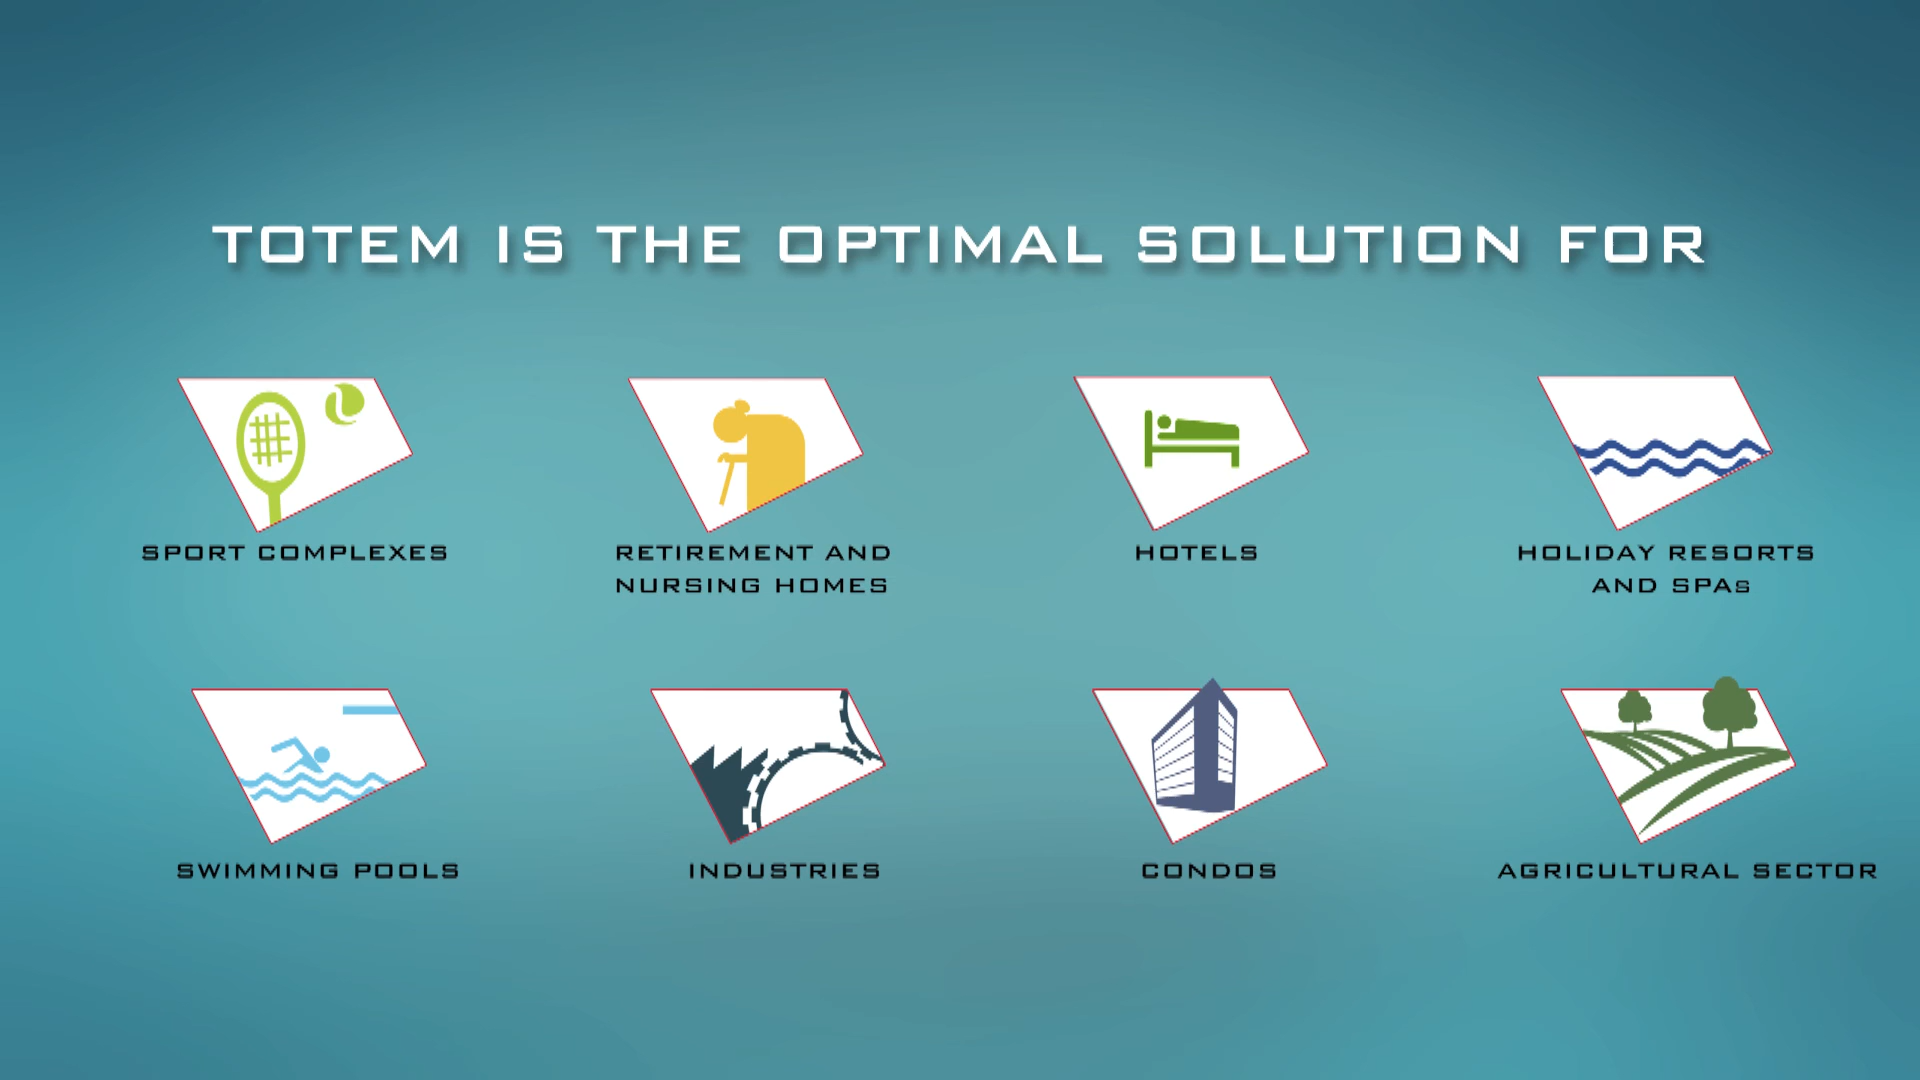 TOTEM IS THE OPTIMAL SOLUTION FOR
SPORT COMPLEXES
RETIREMENT AND
NURSING HOMES
HOTELS
HOLIDAY RESORTS
AND SPAs
SWIMMING POOLS
INDUSTRIES
CONDOS
AGRICULTURAL SECTOR